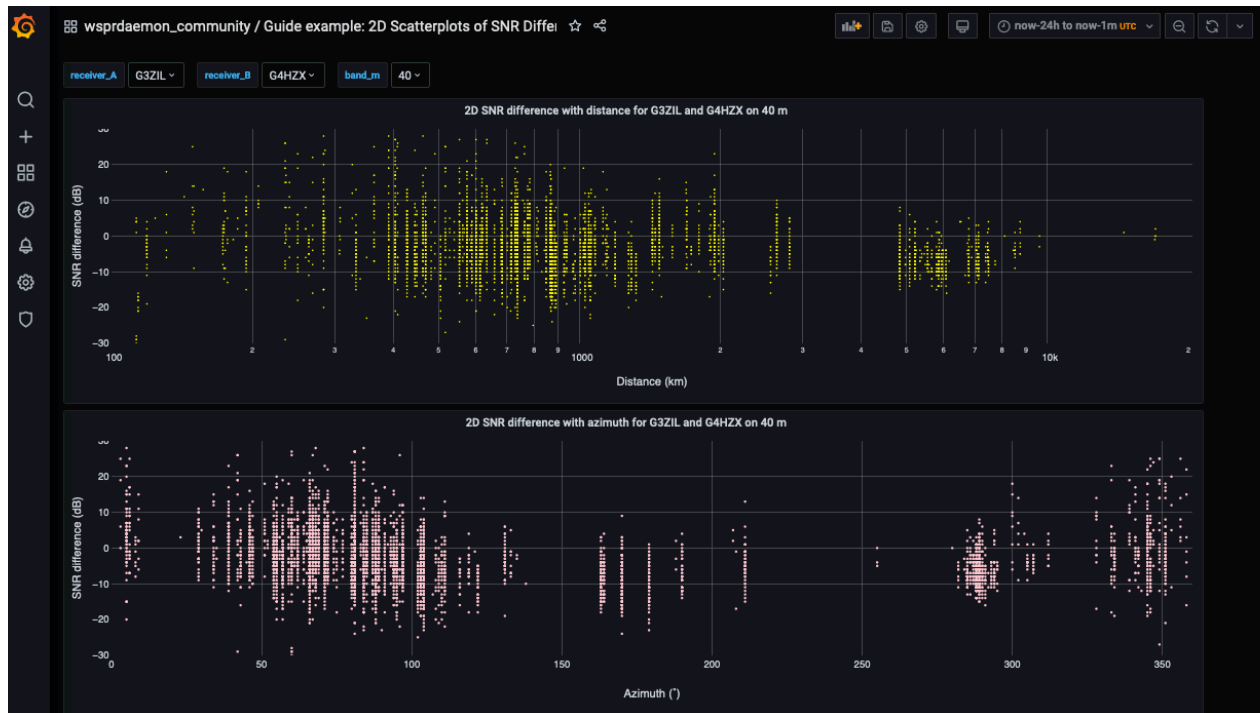 wsprdaemon_community / Guide example: 2D Scatterplots of SNR Differ
now-24h to now-1m UTC
receiver_A G3ZIL receiver_B G4HZX band_m 40
2D SNR difference with distance for G3ZIL and G4HZX on 40 m
SNR difference (dB)
30
20
10
0
−10
−20
−30
100 2 3 4 5 6 7 8 9 1000 2 3 4 5 6 7 8 9 10k 2
Distance (km)
2D SNR difference with azimuth for G3ZIL and G4HZX on 40 m
SNR difference (dB)
30
20
10
0
−10
−20
−30
0 50 100 150 200 250 300 350
Azimuth (˚)